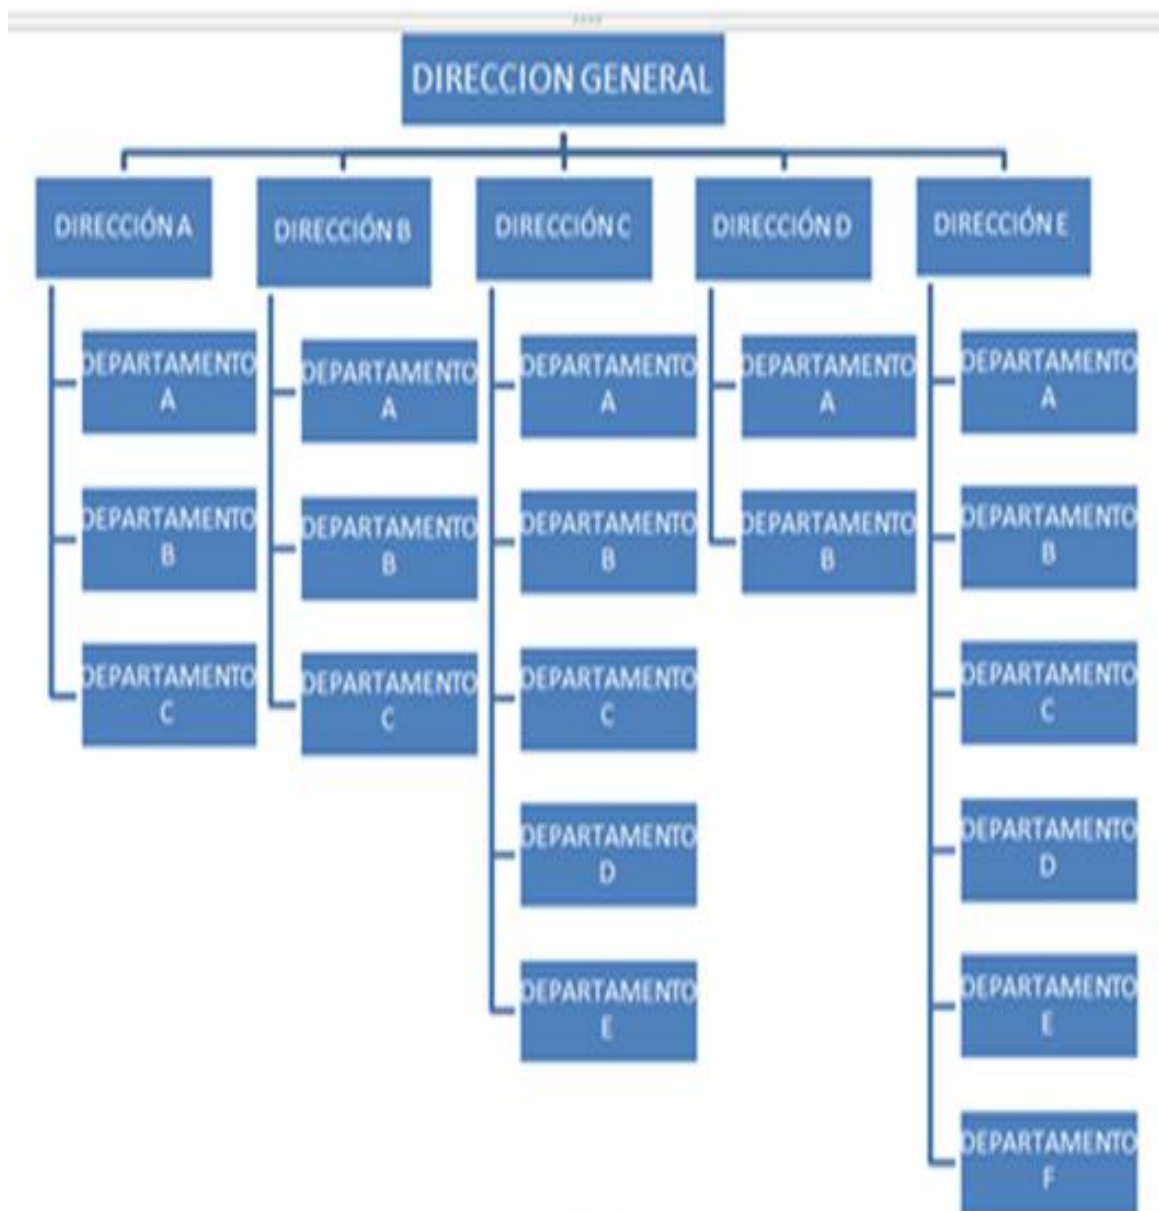 DIRECCION GENERAL
DIRECCIÓN A
DEPARTAMENTO
A
DEPARTAMENTO
B
DEPARTAMENTO
C
DIRECCIÓN B
DEPARTAMENTO
A
DEPARTAMENTO
B
DEPARTAMENTO
C
DIRECCIÓN C
DEPARTAMENTO
A
DEPARTAMENTO
B
DEPARTAMENTO
C
DEPARTAMENTO
D
DEPARTAMENTO
E
DIRECCIÓN D
DEPARTAMENTO
A
DEPARTAMENTO
B
DIRECCIÓN E
DEPARTAMENTO
A
DEPARTAMENTO
B
DEPARTAMENTO
C
DEPARTAMENTO
D
DEPARTAMENTO
E
DEPARTAMENTO
F